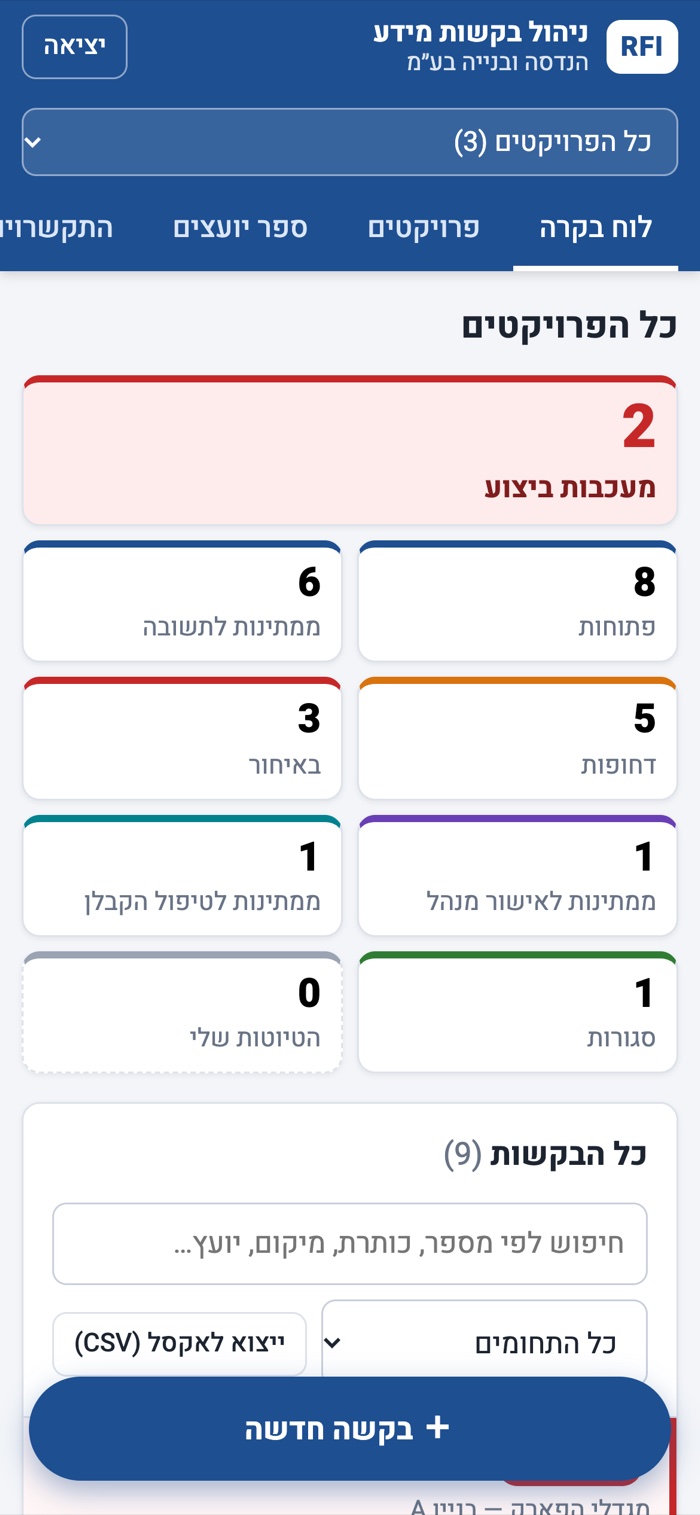 RFI
ניהול בקשות מידע
הנדסה ובנייה בע״מ
יציאה
כל הפרויקטים (3)
לוח בקרה
פרויקטים
ספר יועצים
כל הפרויקטים
2
מעכבות ביצוע
8
פתוחות
6
ממתינות לתשובה
5
דחופות
3
באיחור
1
ממתינות לאישור מנהל
1
ממתינות לטיפול הקבלן
1
סגורות
0
הטיוטות שלי
כל הבקשות (9)
חיפוש לפי מספר, כותרת, מיקום, יועץ...
כל התחומים
ייצוא לאקסל (CSV)
+ בקשה חדשה
מגדלי הפארק — בניין A